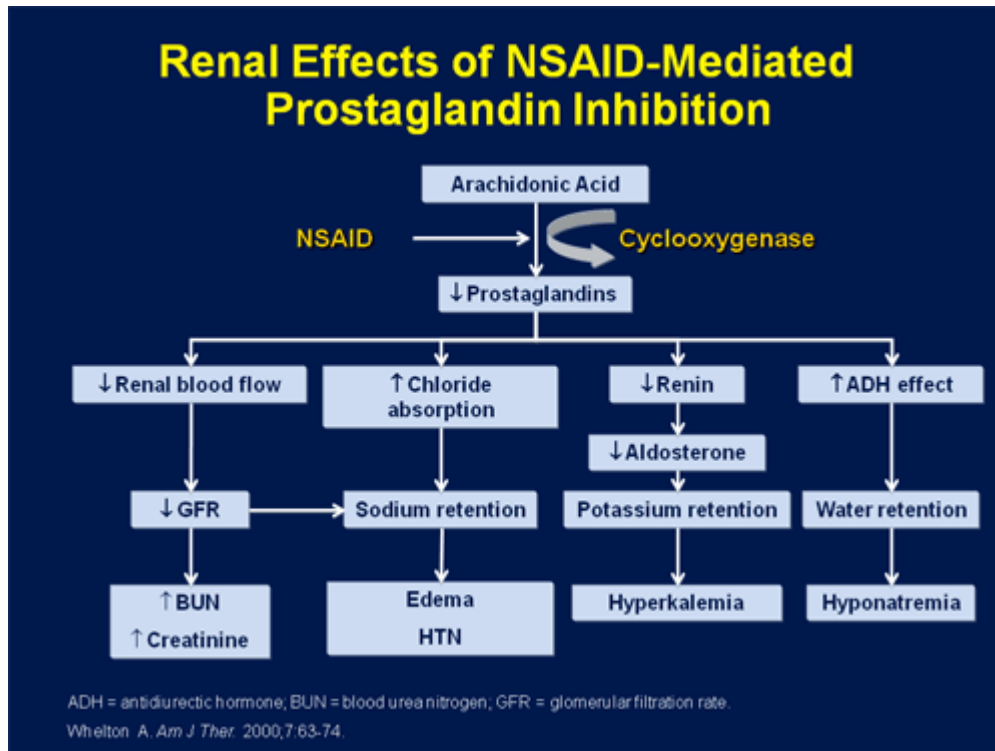 Renal Effects of NSAID-Mediated
Prostaglandin Inhibition
Arachidonic Acid
NSAID
Cyclooxygenase
↓Prostaglandins
↓Renal blood flow
↑Chloride
absorption
↓Renin
↑ADH effect
↓Aldosterone
↓GFR
Sodium retention
Potassium retention
Water retention
↑BUN
↑Creatinine
Edema
HTN
Hyperkalemia
Hyponatremia
ADH = antidiurectic hormone; BUN = blood urea nitrogen; GFR = glomerular filtration rate.
Whelton A. Am J Ther. 2000;7:63-74.